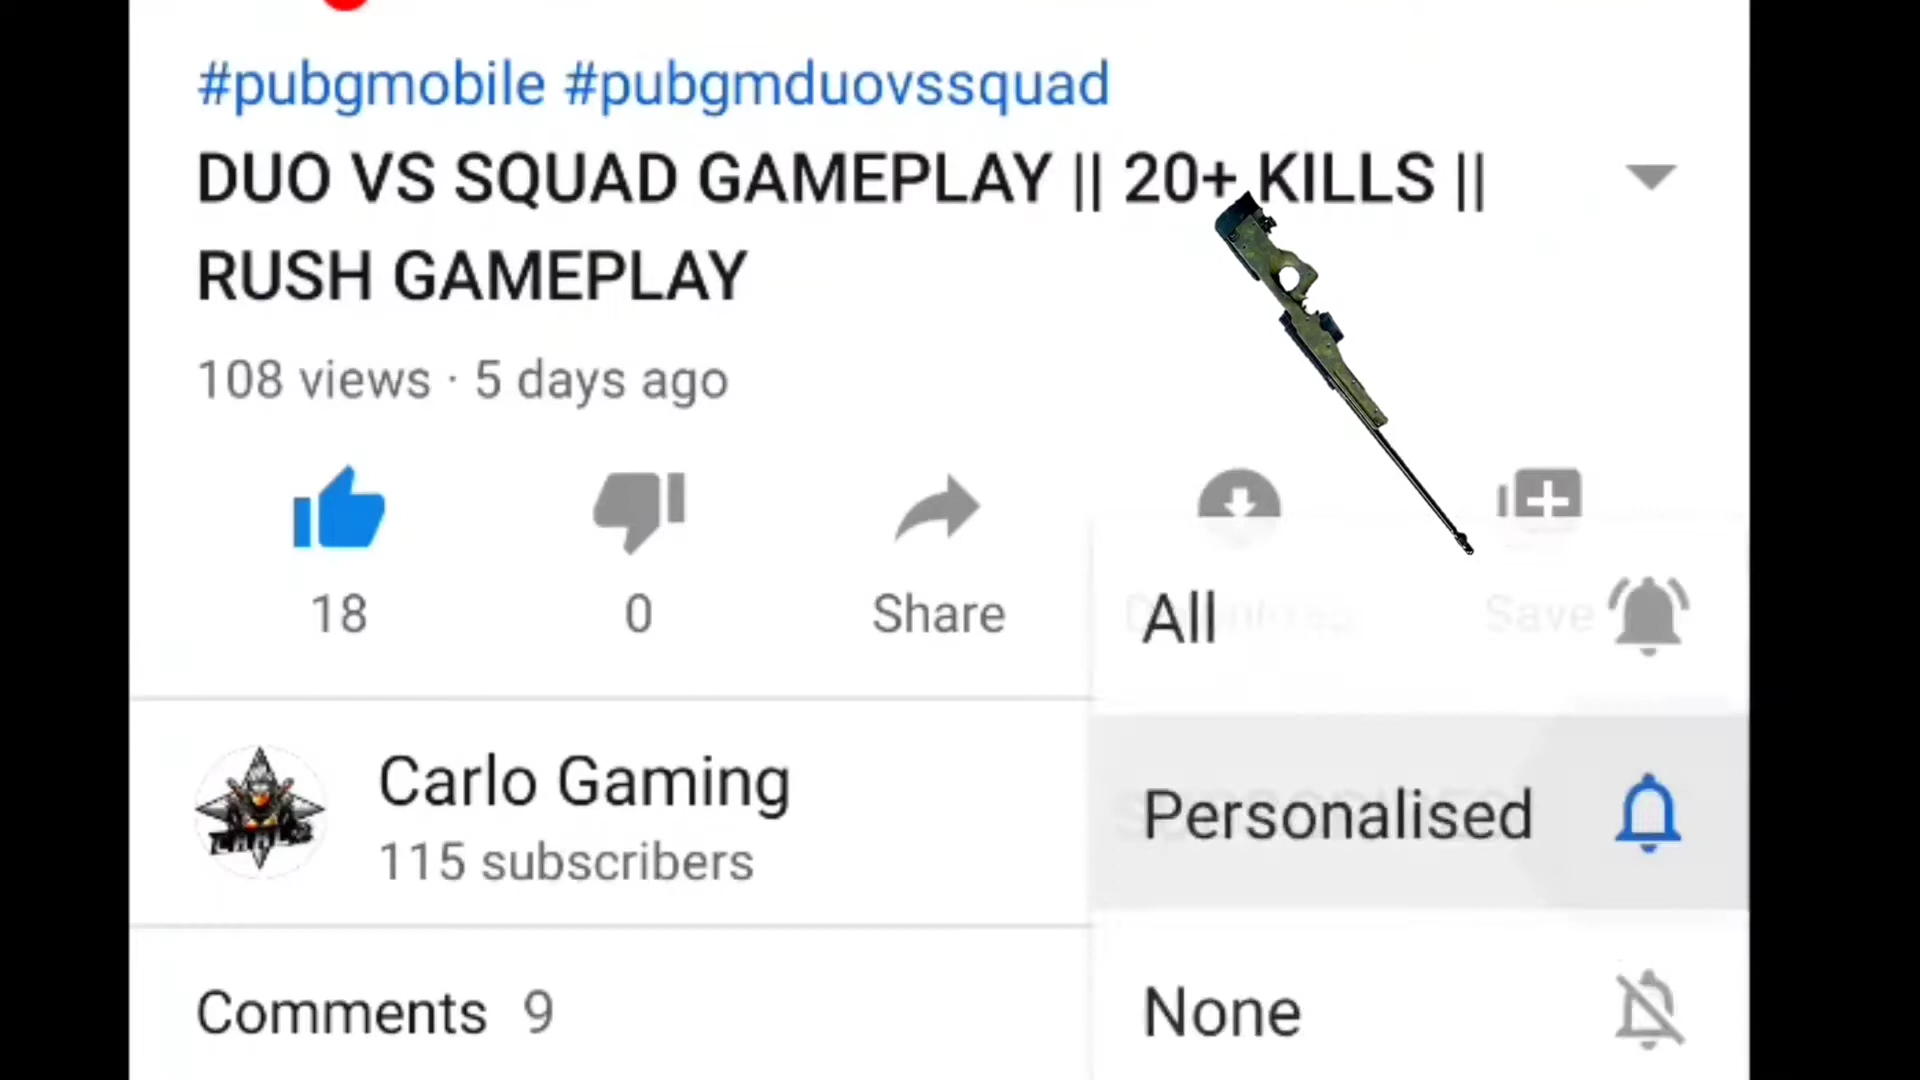 #pubgmobile #pubgmduovssquad
DUO VS SQUAD GAMEPLAY || 20+ KILLS ||
RUSH GAMEPLAY
108 views · 5 days ago
18
0
Share
Save
All
Carlo Gaming
115 subscribers
Personalised
Comments 9
None